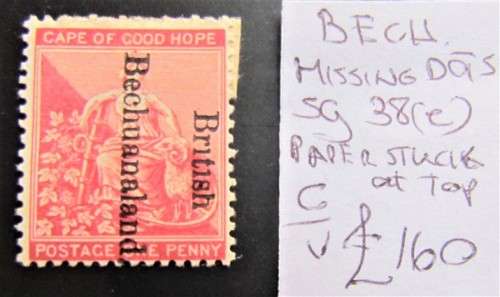 CAPE OF GOOD HOPE
British
Bechuanaland
POSTAGE ONE PENNY
BECH.
MISSING DOTS
SG 38(e)
PAPER STUCK
at TOP
C/V £160